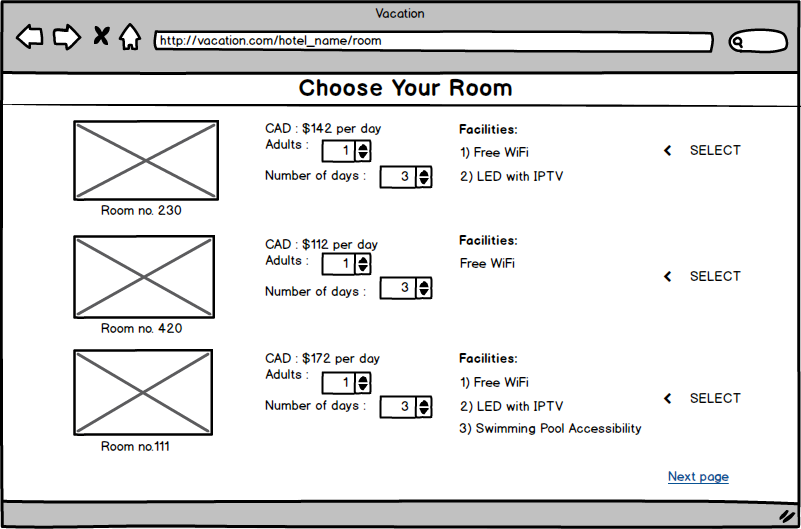 Vacation
http://vacation.com/hotel_name/room
Choose Your Room
CAD : $142 per day
Adults : 1
Number of days : 3
Room no. 230
Facilities:
1) Free WiFi
2) LED with IPTV
SELECT
CAD : $112 per day
Adults : 1
Number of days : 3
Room no. 420
Facilities:
Free WiFi
SELECT
CAD : $172 per day
Adults : 1
Number of days : 3
Room no.111
Facilities:
1) Free WiFi
2) LED with IPTV
3) Swimming Pool Accessibility
SELECT
Next page